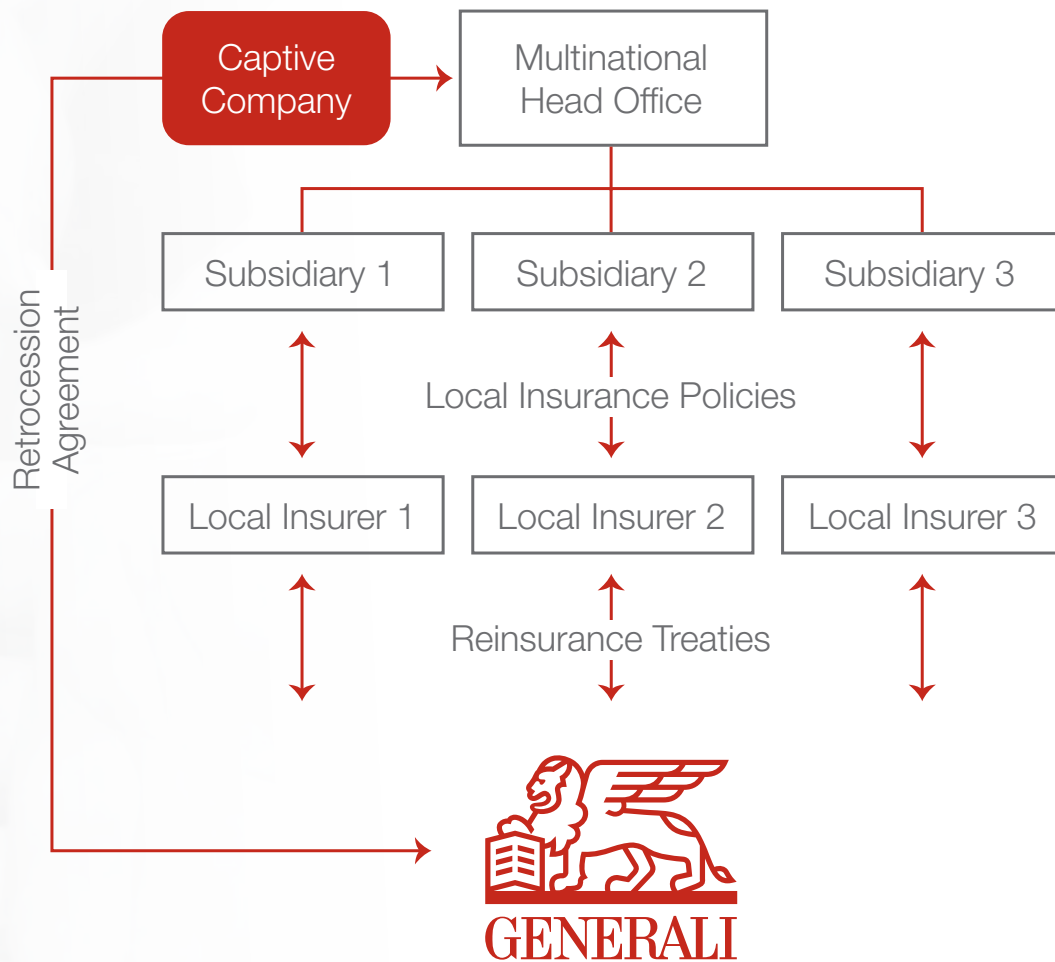 Captive
Company
Multinational
Head Office
Subsidiary 1
Subsidiary 2
Subsidiary 3
Retrocession
Agreement
Local Insurance Policies
Local Insurer 1
Local Insurer 2
Local Insurer 3
Reinsurance Treaties
GENERALI